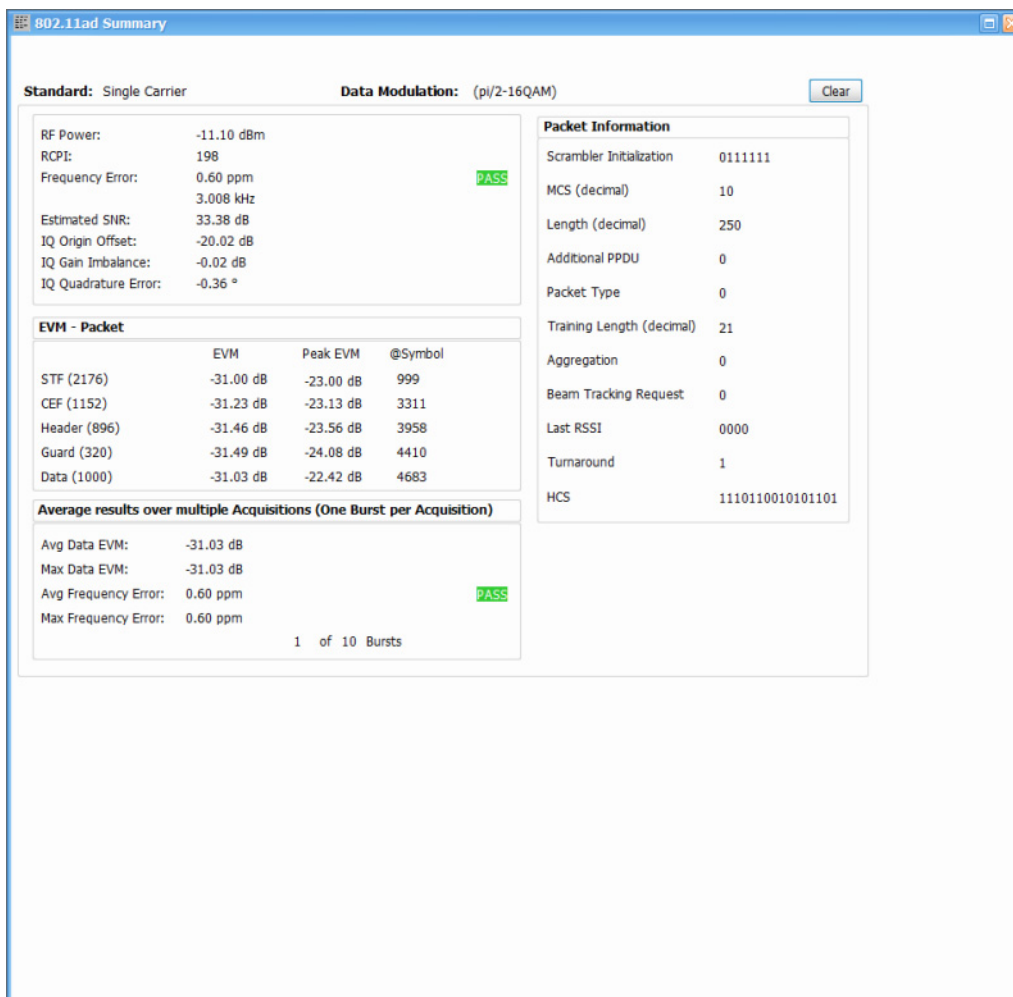 802.11ad Summary
Standard: Single Carrier Data Modulation: (pi/2-16QAM) Clear
RF Power: -11.10 dBm
RCPI: 198
Frequency Error: 0.60 ppm PASS
3.008 kHz
Estimated SNR: 33.38 dB
IQ Origin Offset: -20.02 dB
IQ Gain Imbalance: -0.02 dB
IQ Quadrature Error: -0.36 °
EVM - Packet
EVM Peak EVM @Symbol
STF (2176) -31.00 dB -23.00 dB 999
CEF (1152) -31.23 dB -23.13 dB 3311
Header (896) -31.46 dB -23.56 dB 3958
Guard (320) -31.49 dB -24.08 dB 4410
Data (1000) -31.03 dB -22.42 dB 4683
Average results over multiple Acquisitions (One Burst per Acquisition)
Avg Data EVM: -31.03 dB
Max Data EVM: -31.03 dB
Avg Frequency Error: 0.60 ppm PASS
Max Frequency Error: 0.60 ppm
1 of 10 Bursts
Packet Information
Scrambler Initialization 0111111
MCS (decimal) 10
Length (decimal) 250
Additional PPDU 0
Packet Type 0
Training Length (decimal) 21
Aggregation 0
Beam Tracking Request 0
Last RSSI 0000
Turnaround 1
HCS 1110110010101101